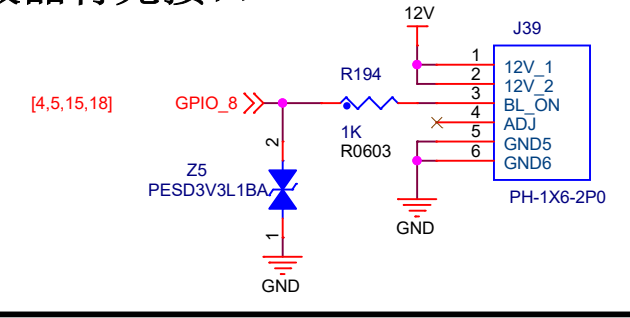 12V
J39
1
12V_1
2
12V_2
R194
3
BL_ON
[4,5,15,18]
GPIO_8
4
ADJ
1K
5
GND5
R0603
2
6
GND6
Z5
PESD3V3L1BA
PH-1X6-2P0
GND
1
GND